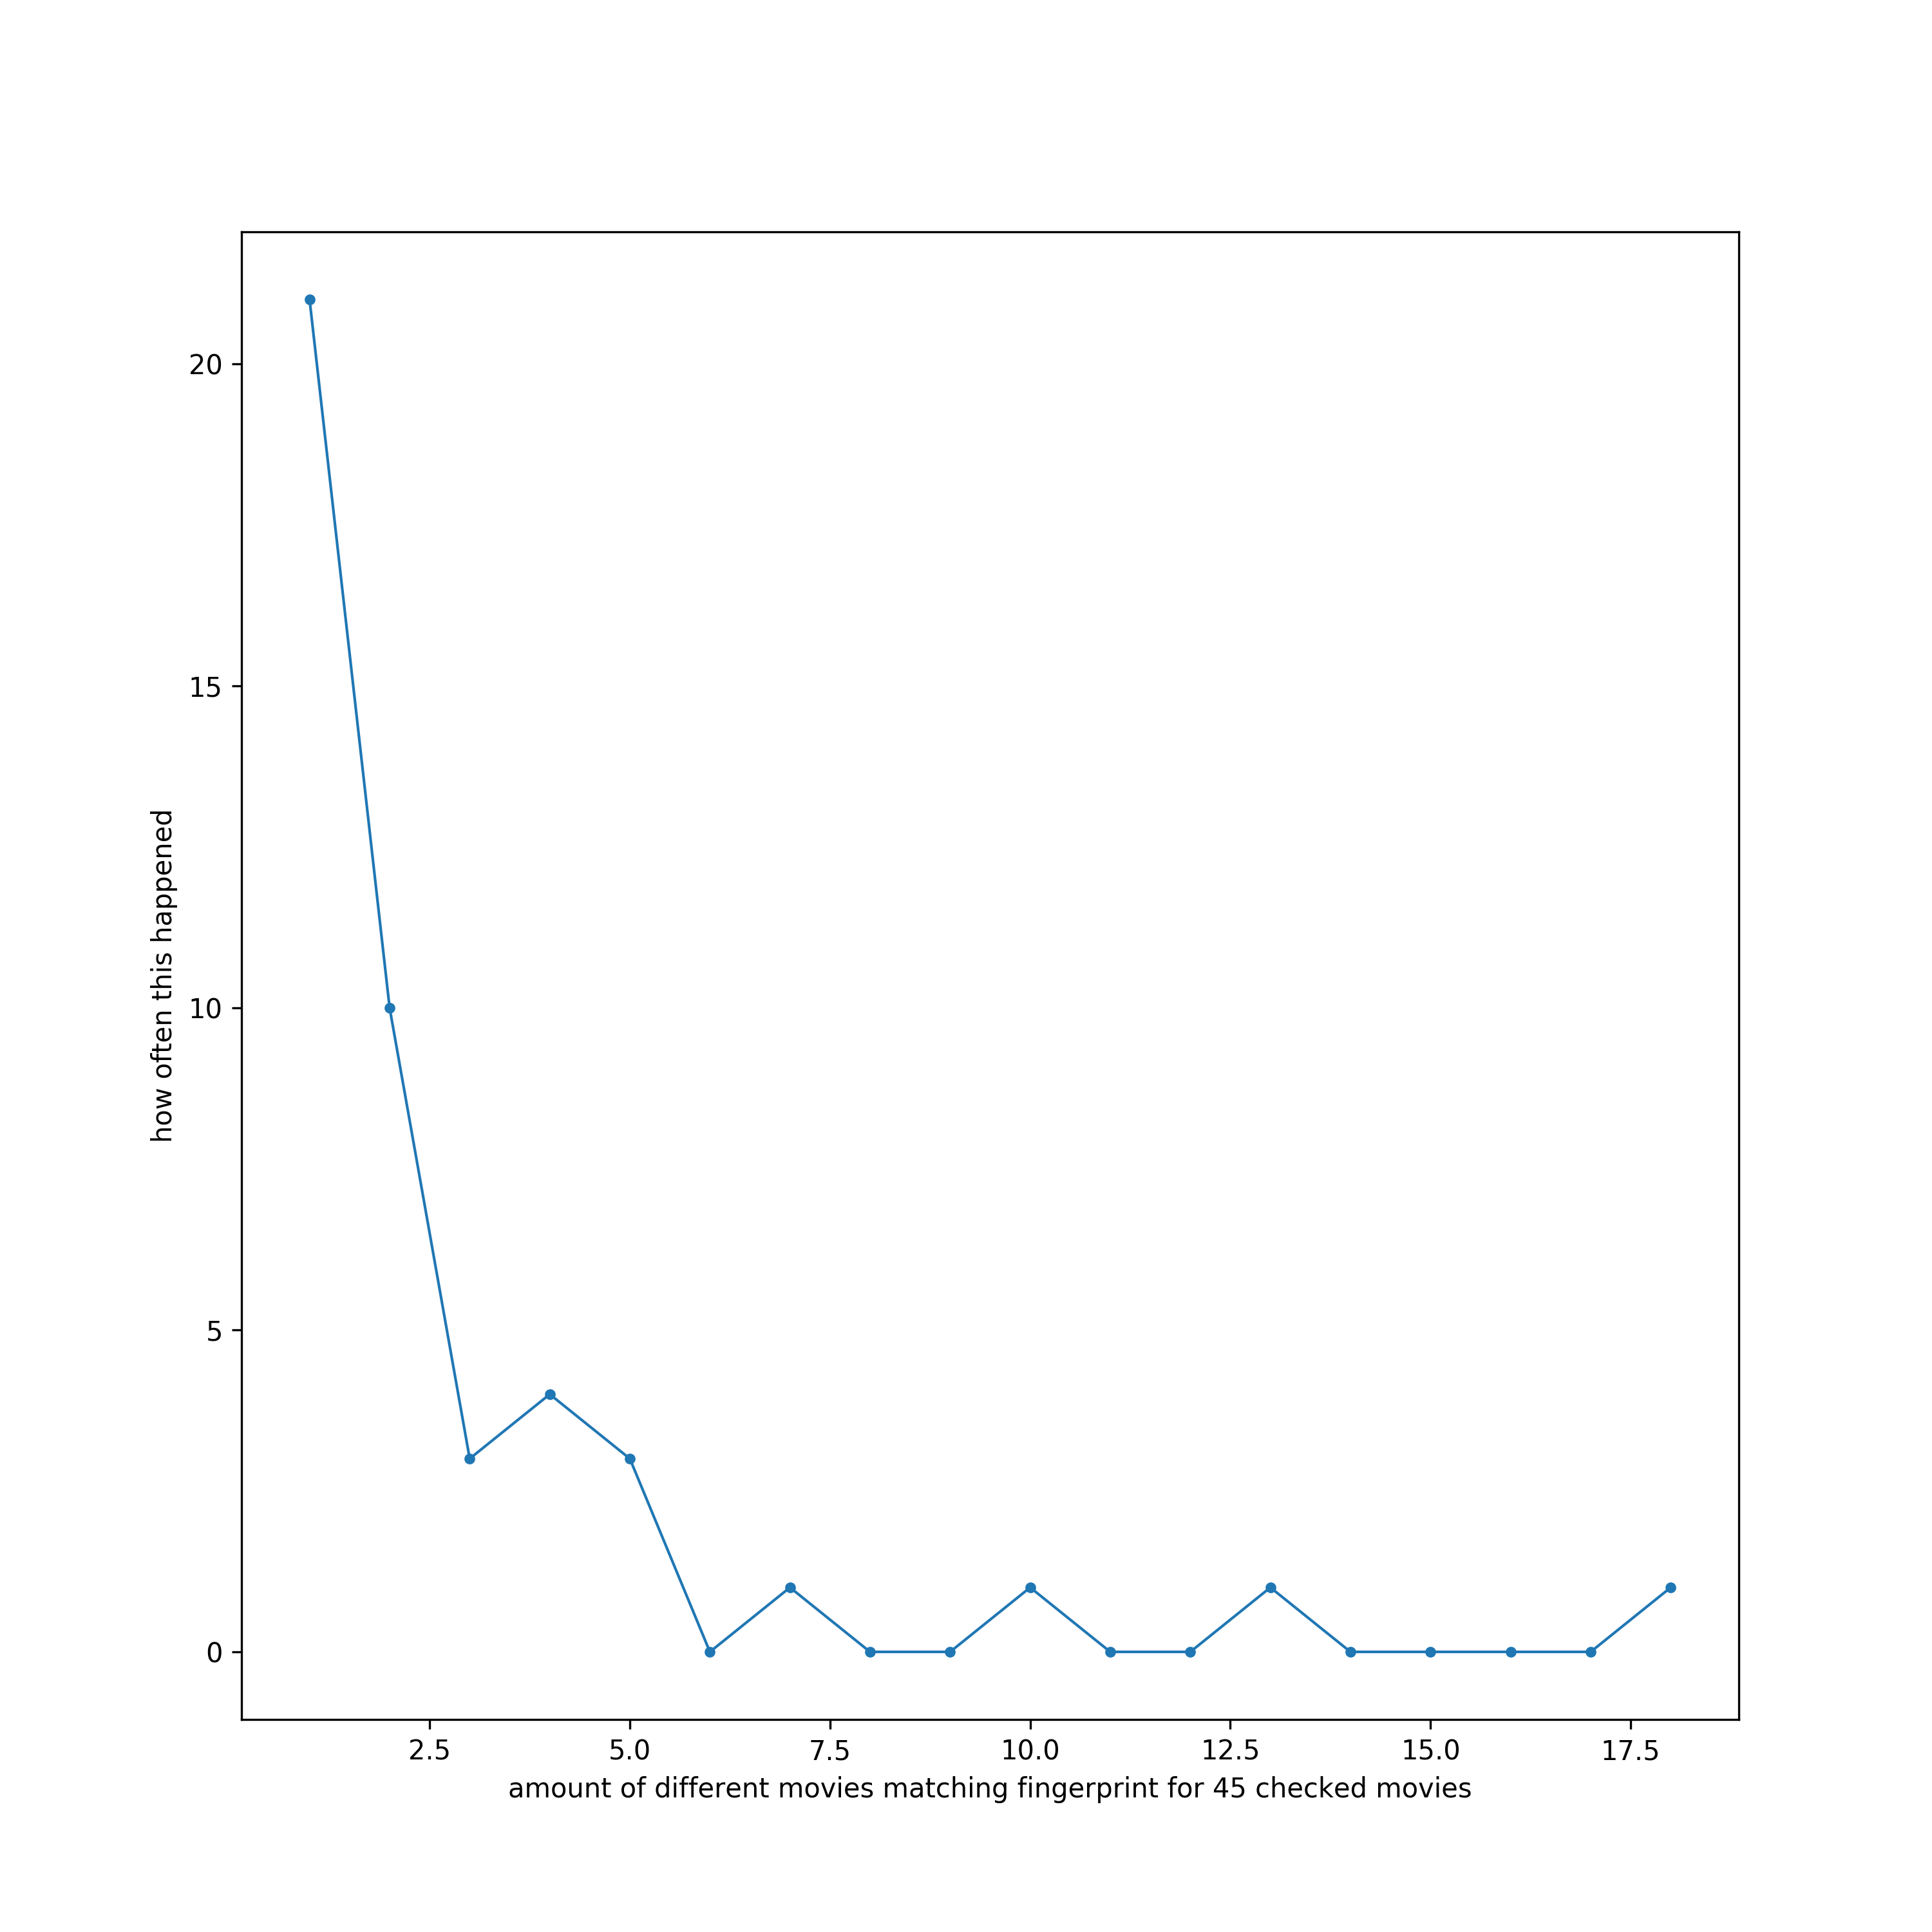 20
15
10
5
0
how often this happened
2.5 5.0 7.5 10.0 12.5 15.0 17.5
amount of different movies matching fingerprint for 45 checked movies